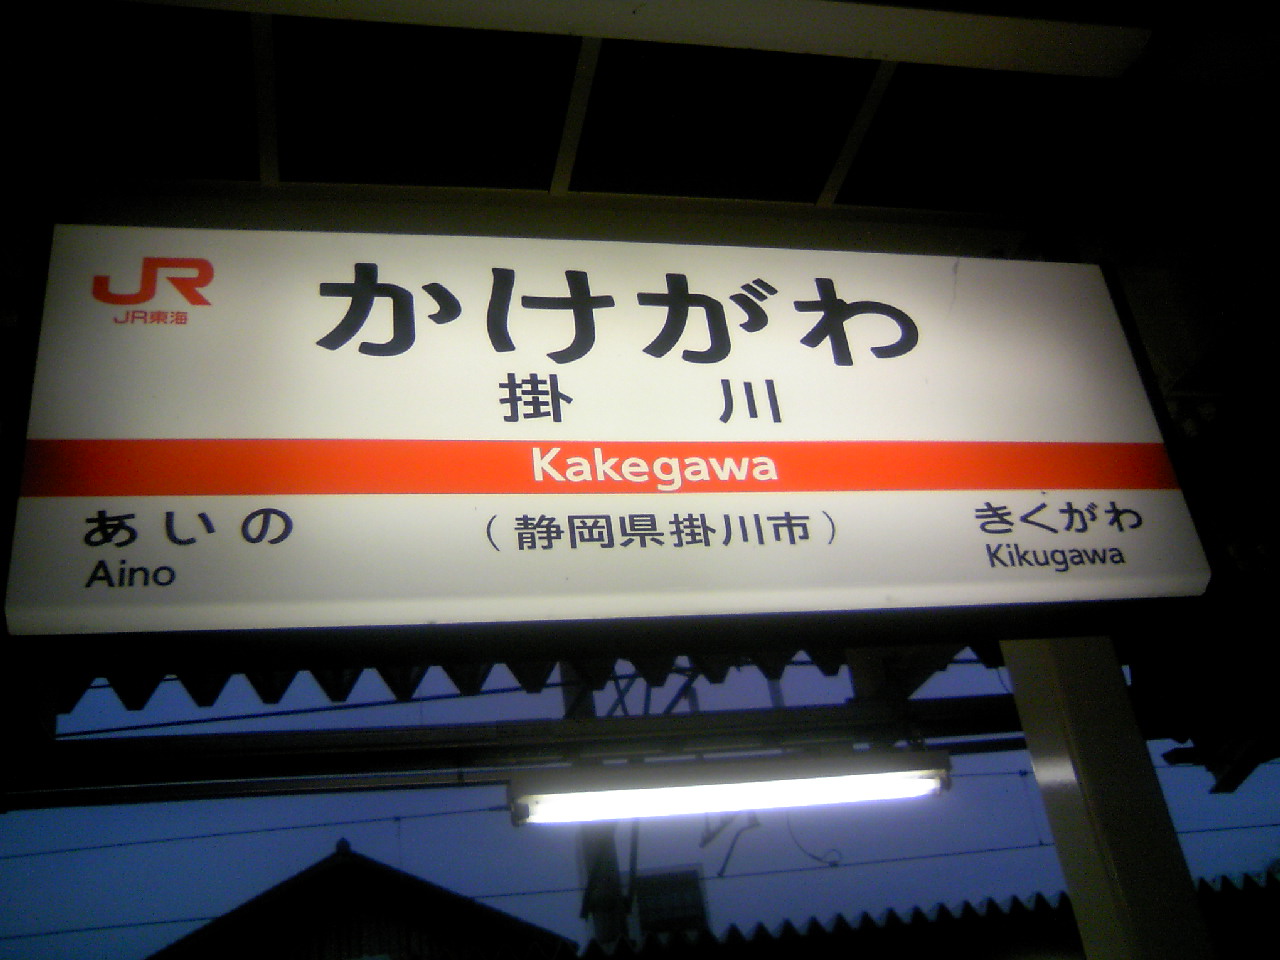 JR
JR東海
かけがわ
掛川
Kakegawa
あいの
Aino
（静岡県掛川市）
きくがわ
Kikugawa